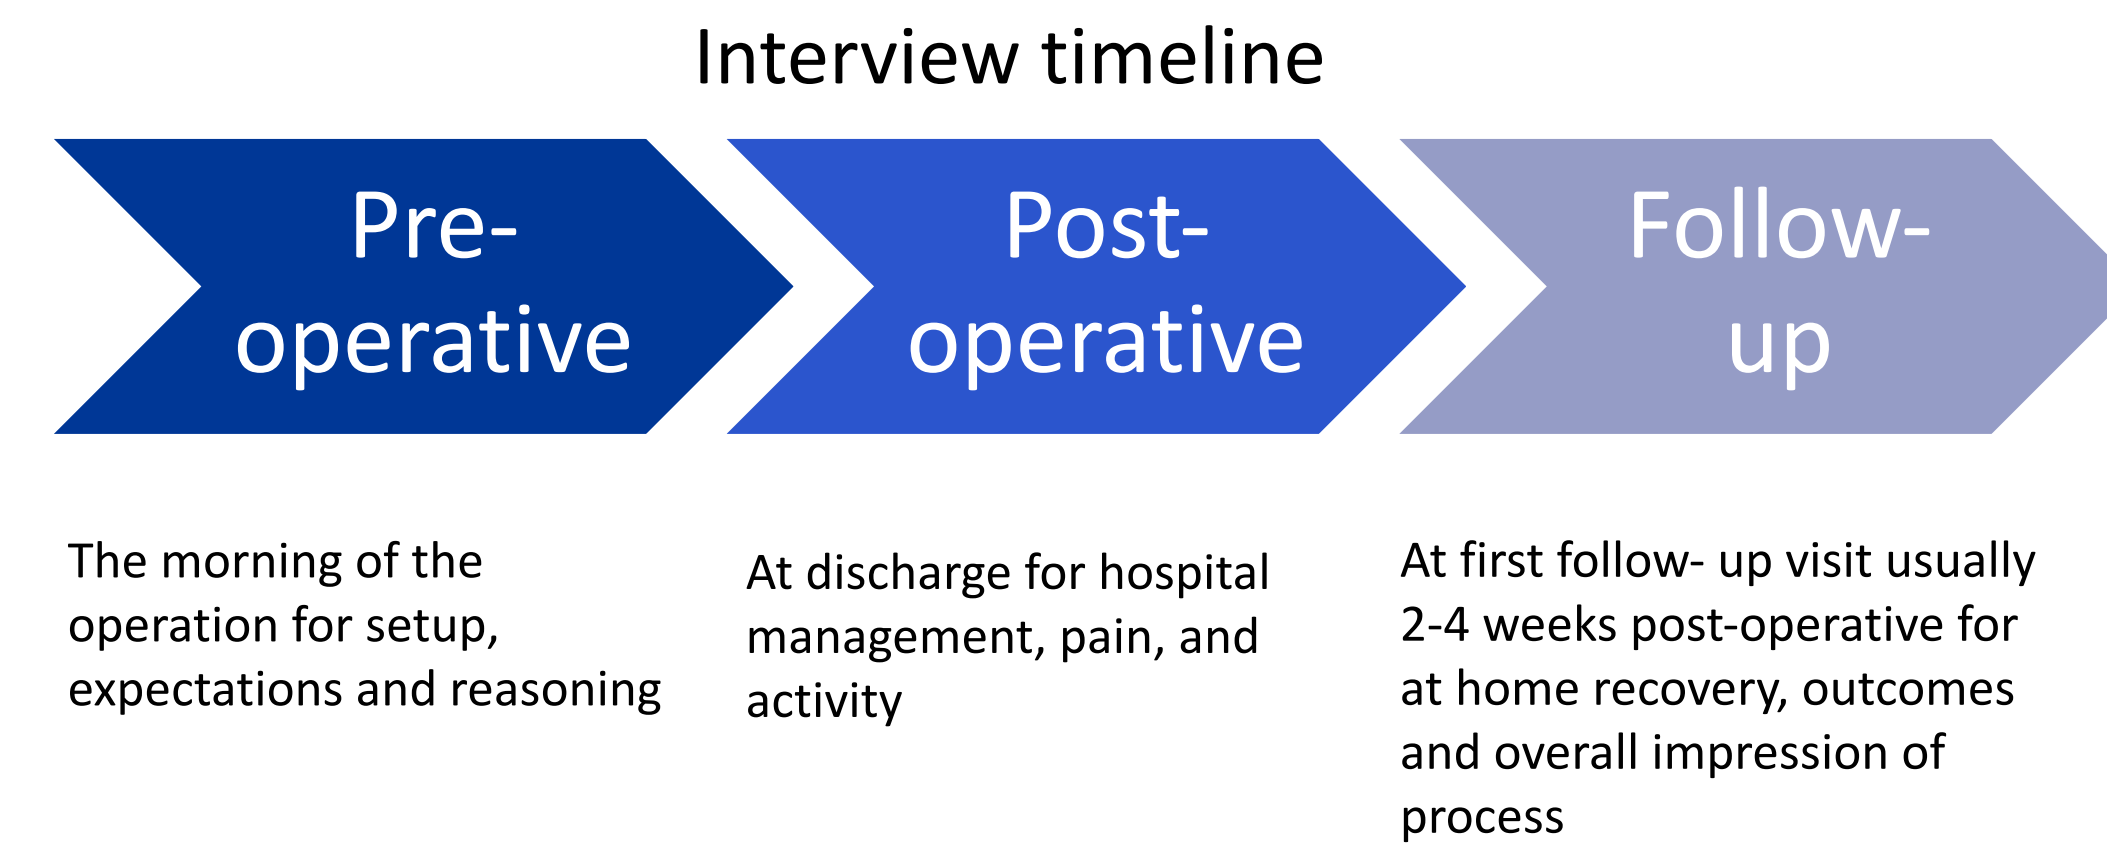 Interview timeline
Pre-
operative
Post-
operative
Follow-
up
The morning of the
operation for setup,
expectations and reasoning
At discharge for hospital
management, pain, and
activity
At first follow- up visit usually
2-4 weeks post-operative for
at home recovery, outcomes
and overall impression of
process